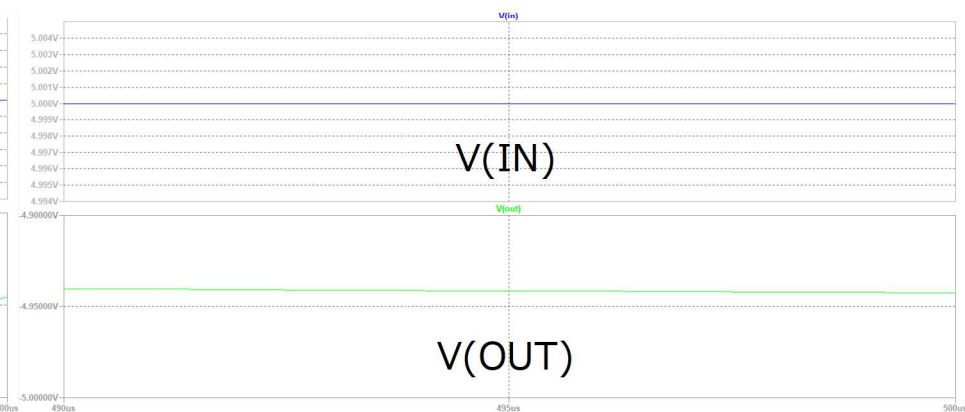 V(in)
5.004V
5.003V
5.002V
5.001V
5.000V
4.999V
4.998V
4.997V
4.996V
4.995V
4.994V
V(IN)
V(out)
-4.90000V
-4.95000V
-5.00000V
V(OUT)
00us
490us
495us
500us